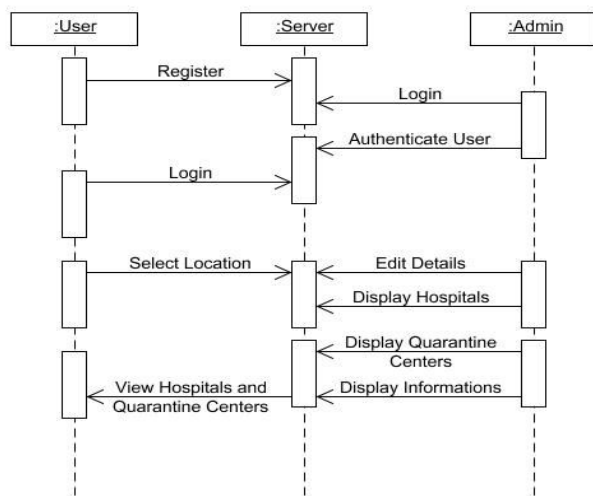 :User
:Server
:Admin
Register
Login
Authenticate User
Login
Select Location
Edit Details
Display Hospitals
Display Quarantine
Centers
View Hospitals and
Quarantine Centers
Display Informations